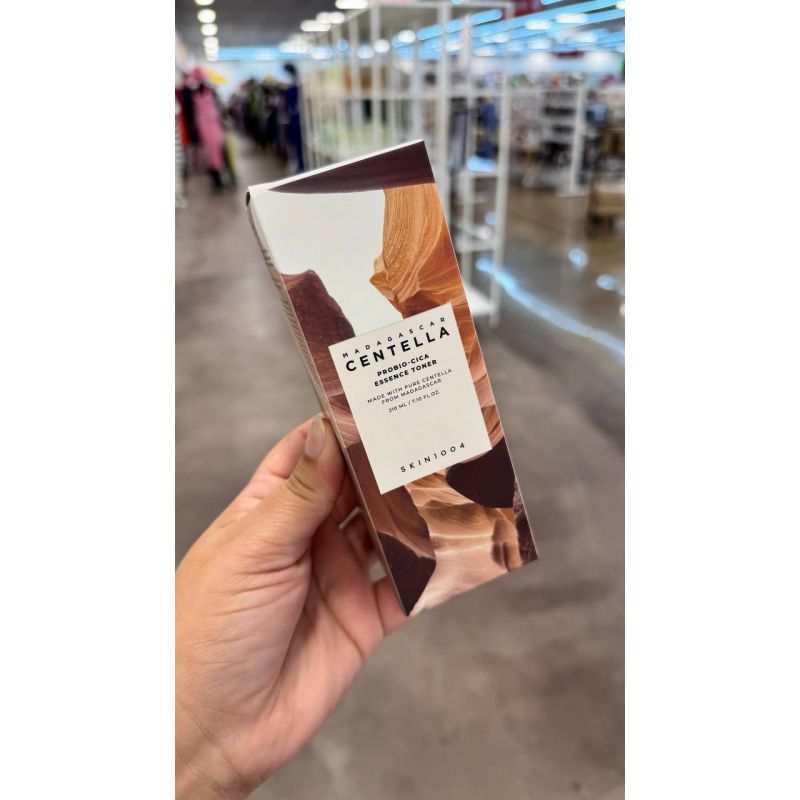 MADAGASCAR
CENTELLA
PROBIO-CICA
ESSENCE TONER
MADE WITH PURE CENTELLA
FROM MADAGASCAR
210 ML / 7.10 FL.OZ.
SKIN1004